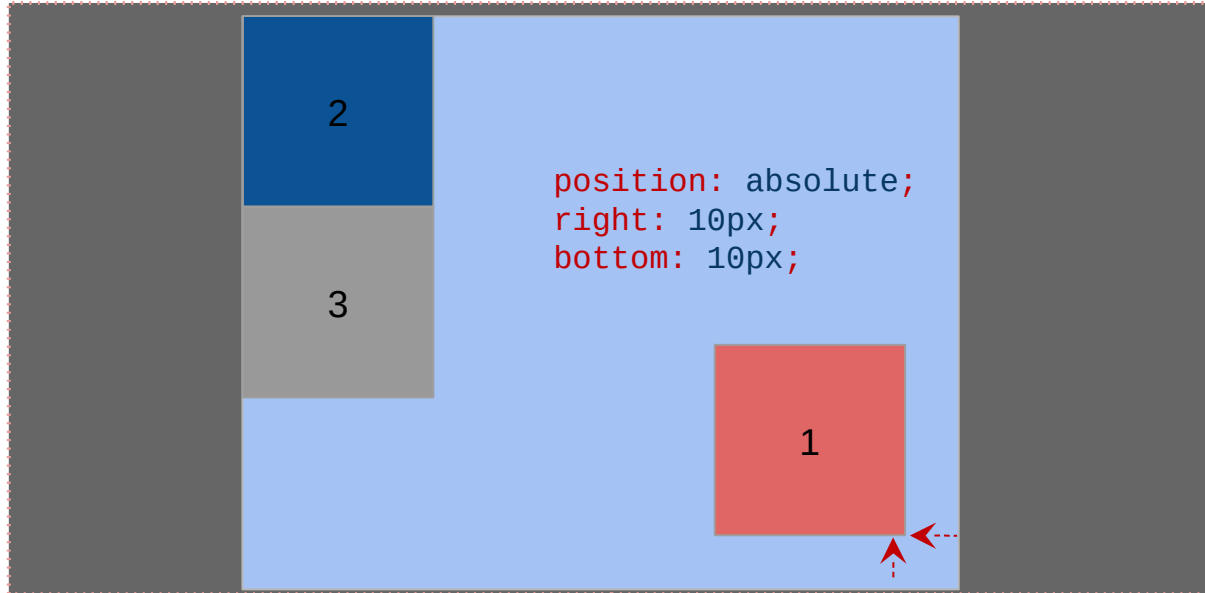 2
position: absolute;
right: 10px;
bottom: 10px;
3
1